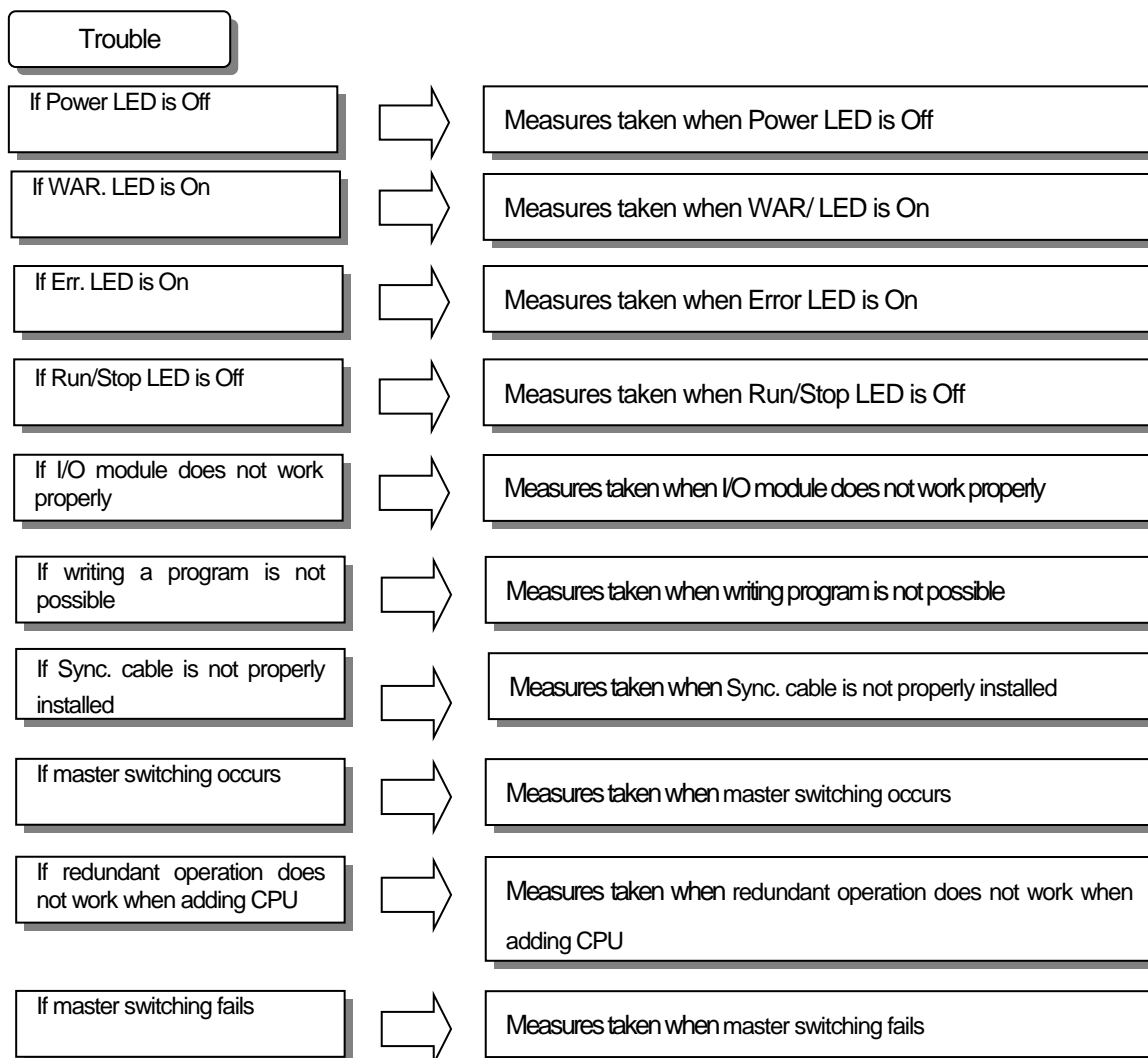 Trouble
If Power LED is Off
Measures taken when Power LED is Off
If WAR. LED is On
Measures taken when WAR/ LED is On
If Err. LED is On
Measures taken when Error LED is On
If Run/Stop LED is Off
Measures taken when Run/Stop LED is Off
If I/O module does not work
properly
Measures taken when I/O module does not work properly
If writing a program is not
possible
Measures taken when writing program is not possible
If Sync. cable is not properly
installed
Measures taken when Sync. cable is not properly installed
If master switching occurs
Measures taken when master switching occurs
If redundant operation does
not work when adding CPU
Measures taken when redundant operation does not work when
adding CPU
If master switching fails
Measures taken when master switching fails